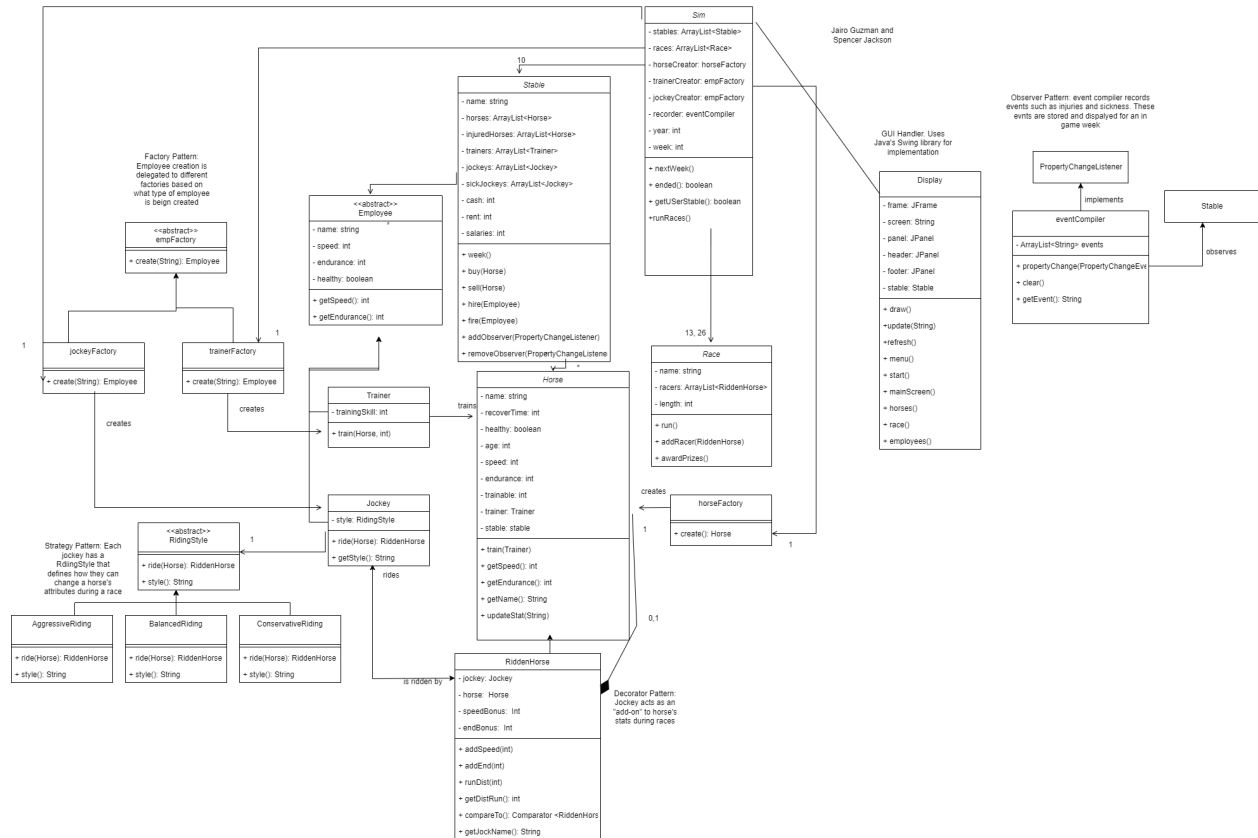 Sim
- stables: ArrayList<Stable>
- races: ArrayList<Race>
- horseCreator: horseFactory
- trainerCreator: empFactory
- jockeyCreator: empFactory
- recorder: eventCompiler
- year: int
- week: int
+ nextWeek()
+ ended(): boolean
+ getUSerStable(): boolean
+runRaces()
Jairo Guzman and
Spencer Jackson
10
Stable
- name: string
- horses: ArrayList<Horse>
- injuredHorses: ArrayList<Horse>
- trainers: ArrayList<Trainer>
- jockeys: ArrayList<Jockey>
- sickJockeys: ArrayList<Jockey>
- cash: int
- rent: int
- salaries: int
+ week()
+ buy(Horse)
+ sell(Horse)
+ hire(Employee)
+ fire(Employee)
+ addObserver(PropertyChangeListener)
+ removeObserver(PropertyChangeListene
Observer Pattern: event compiler records
events such as injuries and sickness. These
evnts are stored and dispalyed for an in
game week
GUI Handler. Uses
Java's Swing library for
implementation
PropertyChangeListener
implements
Display
- frame: JFrame
- screen: String
- panel: JPanel
- header: JPanel
- footer: JPanel
- stable: Stable
+ draw()
+update(String)
+refresh()
+ menu()
+ start()
+ mainScreen()
+ horses()
+ race()
+ employees()
eventCompiler
- ArrayList<String> events
+ propertyChange(PropertyChangeEve
+ clear()
+ getEvent(): String
Stable
observes
Factory Pattern:
Employee creation is
delegated to different
factories based on
what type of employee
is beign created
<<abstract>>
empFactory
+ create(String): Employee
<<abstract>>
Employee
*
- name: string
- speed: int
- endurance: int
- healthy: boolean
+ getSpeed(): int
+ getEndurance(): int
1
jockeyFactory
+ create(String): Employee
1
trainerFactory
+ create(String): Employee
creates
creates
13, 26
Race
- name: string
- racers: ArrayList<RiddenHorse>
- length: int
+ run()
+ addRacer(RiddenHorse)
+ awardPrizes()
Trainer
- trainingSkill: int
+ train(Horse, int)
trains
*
*
Horse
- name: string
- recoverTime: int
- healthy: boolean
- age: int
- speed: int
- endurance: int
- trainable: int
- trainer: Trainer
- stable: stable
+ train(Trainer)
+ getSpeed(): int
+ getEndurance(): int
+ getName(): String
+ updateStat(String)
creates
1
horseFactory
+ create(): Horse
1
Jockey
- style: RidingStyle
+ ride(Horse): RiddenHorse
+ getStyle(): String
rides
1
Strategy Pattern: Each
jockey has a
RdiingStyle that
defines how they can
change a horse's
attributes during a race
<<abstract>>
RidingStyle
+ ride(Horse): RiddenHorse
+ style(): String
AggressiveRiding
+ ride(Horse): RiddenHorse
+ style(): String
BalancedRiding
+ ride(Horse): RiddenHorse
+ style(): String
ConservativeRiding
+ ride(Horse): RiddenHorse
+ style(): String
0,1
is ridden by
RiddenHorse
- jockey: Jockey
- horse: Horse
- speedBonus: Int
- endBonus: Int
+ addSpeed(int)
+ addEnd(int)
+ runDist(int)
+ getDistRun(): int
+ compareTo(): Comparator <RiddenHors
+ getJockName(): String
Decorator Pattern:
Jockey acts as an
"add-on" to horse's
stats during races